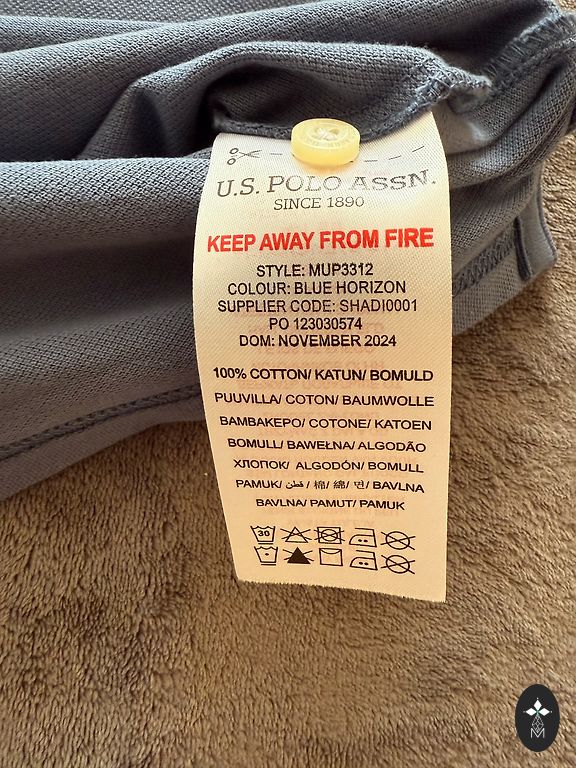 U.S. POLO ASSN.
SINCE 1890
KEEP AWAY FROM FIRE
STYLE: MUP3312
COLOUR: BLUE HORIZON
SUPPLIER CODE: SHADI0001
PO 123030574
DOM: NOVEMBER 2024
100% COTTON/ KATUN/ BOMULD
PUUVILLA/ COTON/ BAUMWOLLE
BAMBAKEPO/ COTONE/ KATOEN
BOMULL/ BAWEŁNA/ ALGODÃO
ХЛОПОК/ ALGODÓN/ BOMULL
PAMUK/ قطن / 棉/ 綿/ 면/ BAVLNA
BAVLNA/ PAMUT/ PAMUK
30
M